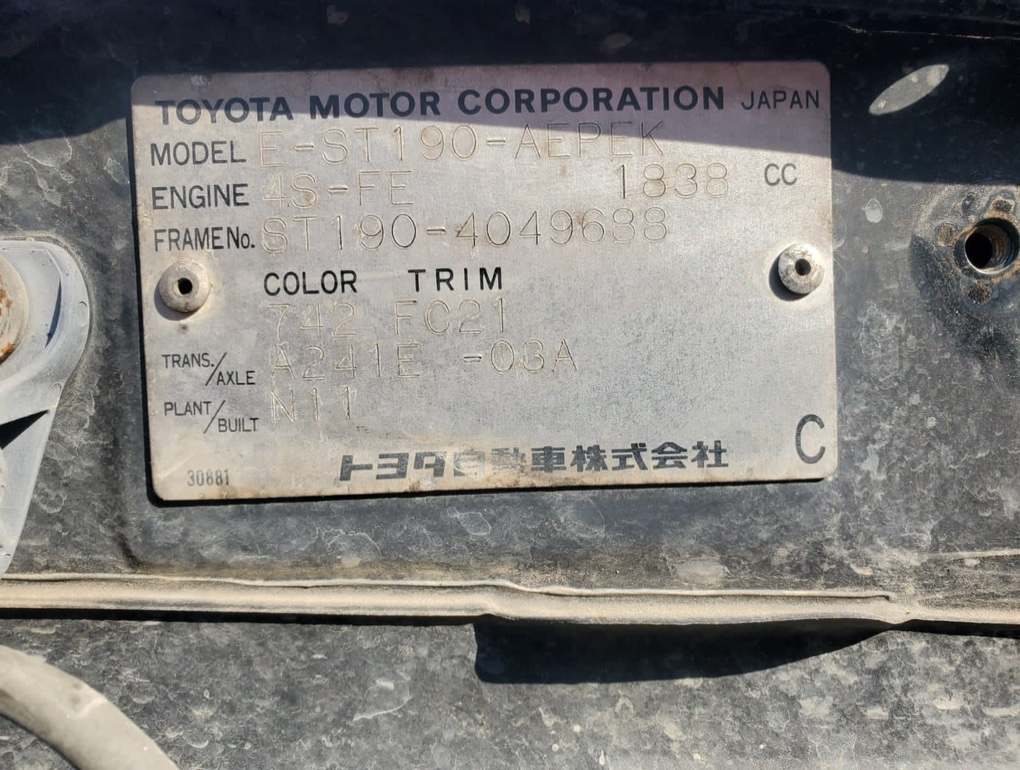 TOYOTA MOTOR CORPORATION JAPAN
MODEL E-ST190-AEPEK
ENGINE 4S-FE 1838 CC
FRAME No. ST190-4049688
COLOR TRIM
742 FC21
TRANS./AXLE A241E -03A
PLANT/BUILT N11
C
30881 トヨタ自動車株式会社